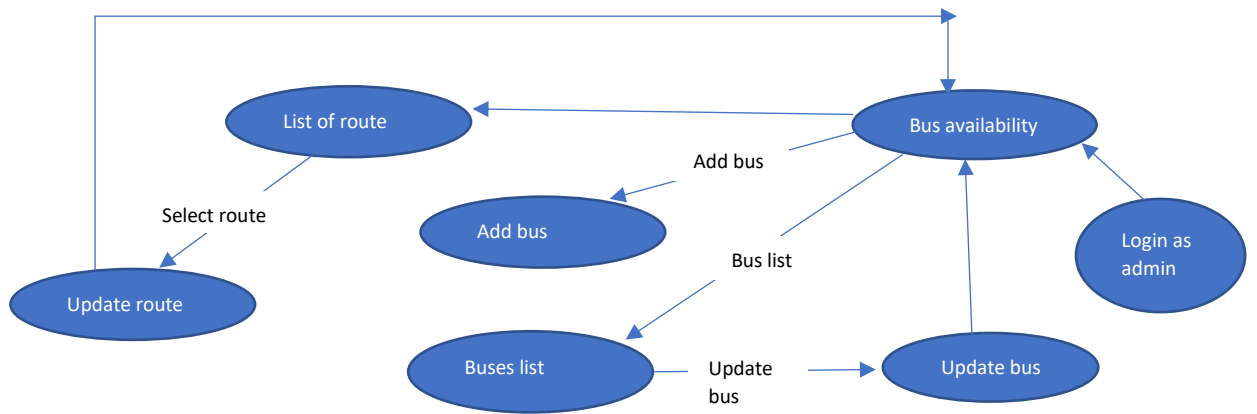 List of route
Bus availability
Add bus
Select route
Add bus
Login as
admin
Bus list
Update route
Buses list
Update
bus
Update bus